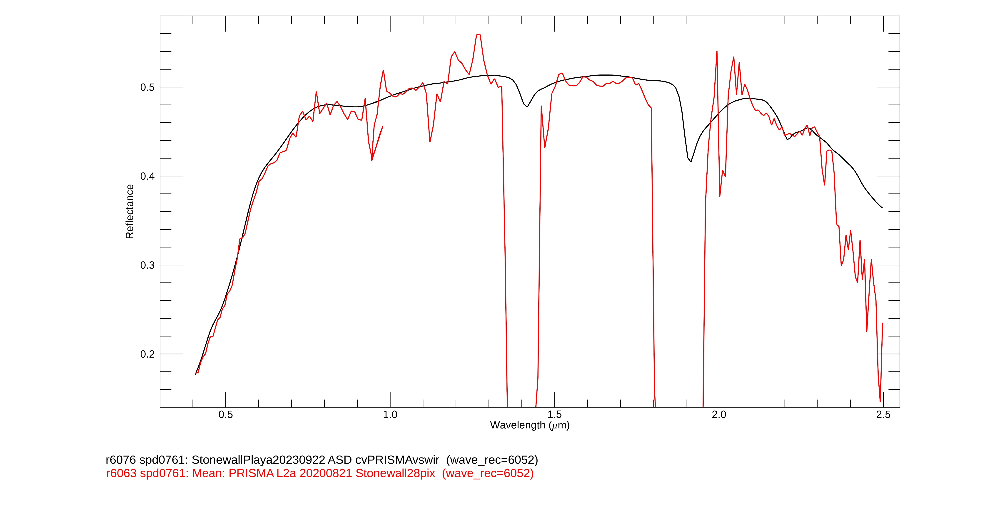 0.5
0.4
0.3
0.2
Reflectance
0.5 1.0 1.5 2.0 2.5
Wavelength (μm)
r6076 spd0761: StonewallPlaya20230922 ASD cvPRISMAvswir (wave_rec=6052)
r6063 spd0761: Mean: PRISMA L2a 20200821 Stonewall28pix (wave_rec=6052)